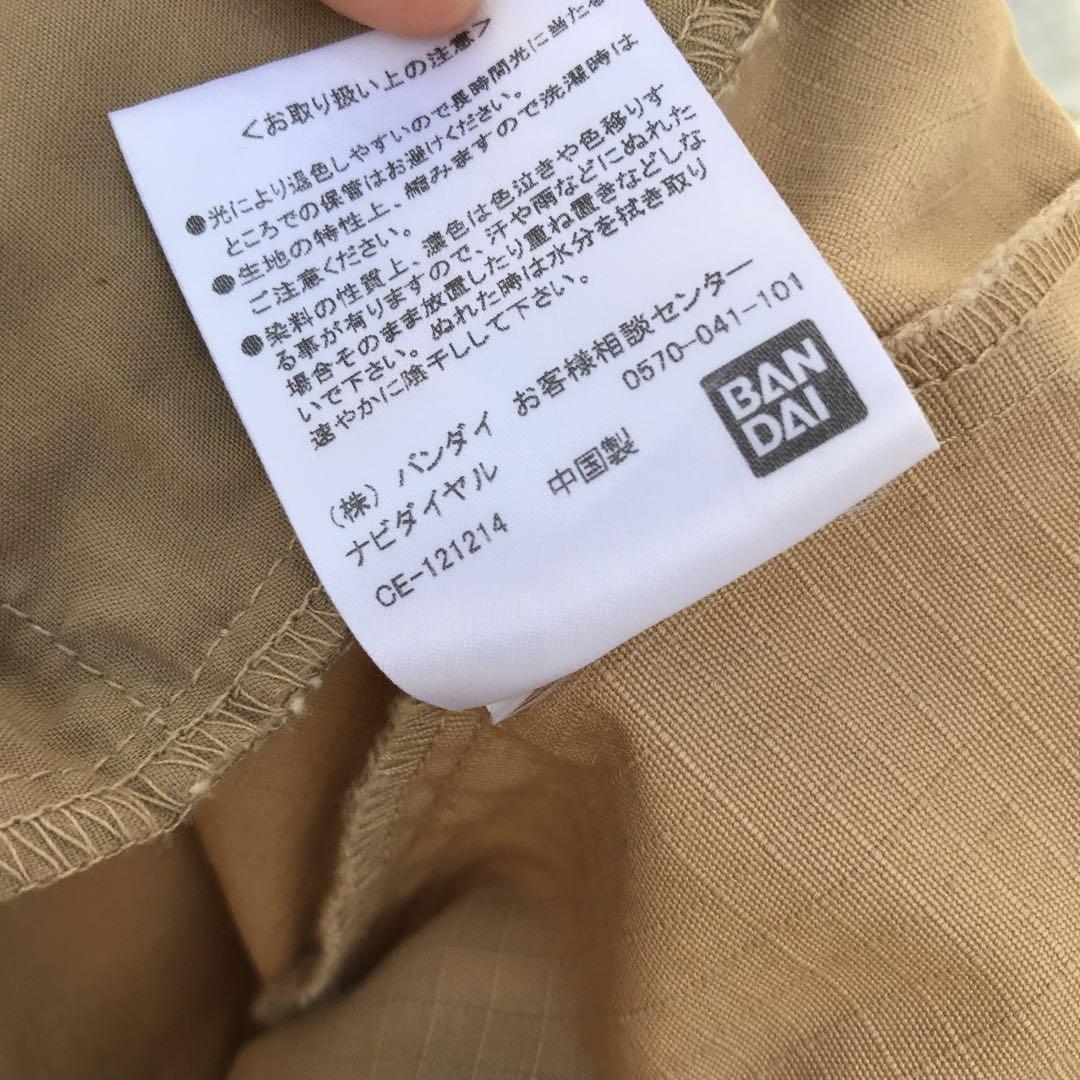 <お取り扱い上の注意>
●光により退色しやすいので長時間光に当たる
ところでの保管はお避けください。
●生地の特性上、縮みますので洗濯時は
ご注意ください。
●染料の性質上、濃色は色泣きや色移りす
る事が有りますので、汗や雨などにぬれた
場合そのまま放置したり重ね置きなどしな
いで下さい。ぬれた時は水分を拭き取り
速やかに陰干しして下さい。
(株)バンダイ お客様相談センター
ナビダイヤル 0570-041-101
CE-121214 中国製
BAN
DAI